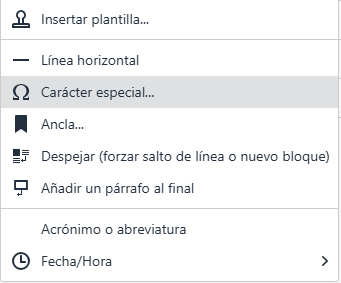 Insertar plantilla...
Línea horizontal
Carácter especial...
Ancla...
Despejar (forzar salto de línea o nuevo bloque)
Añadir un párrafo al final
Acrónimo o abreviatura
Fecha/Hora